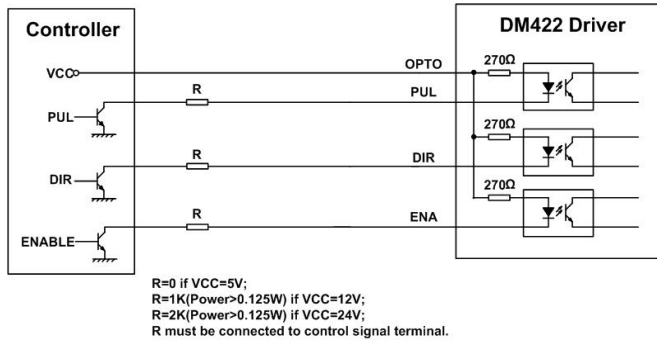 Controller
DM422 Driver
VCC
OPTO
270Ω
PUL
R
PUL
270Ω
DIR
R
DIR
270Ω
ENABLE
R
ENA
R=0 if VCC=5V;
R=1K(Power>0.125W) if VCC=12V;
R=2K(Power>0.125W) if VCC=24V;
R must be connected to control signal terminal.